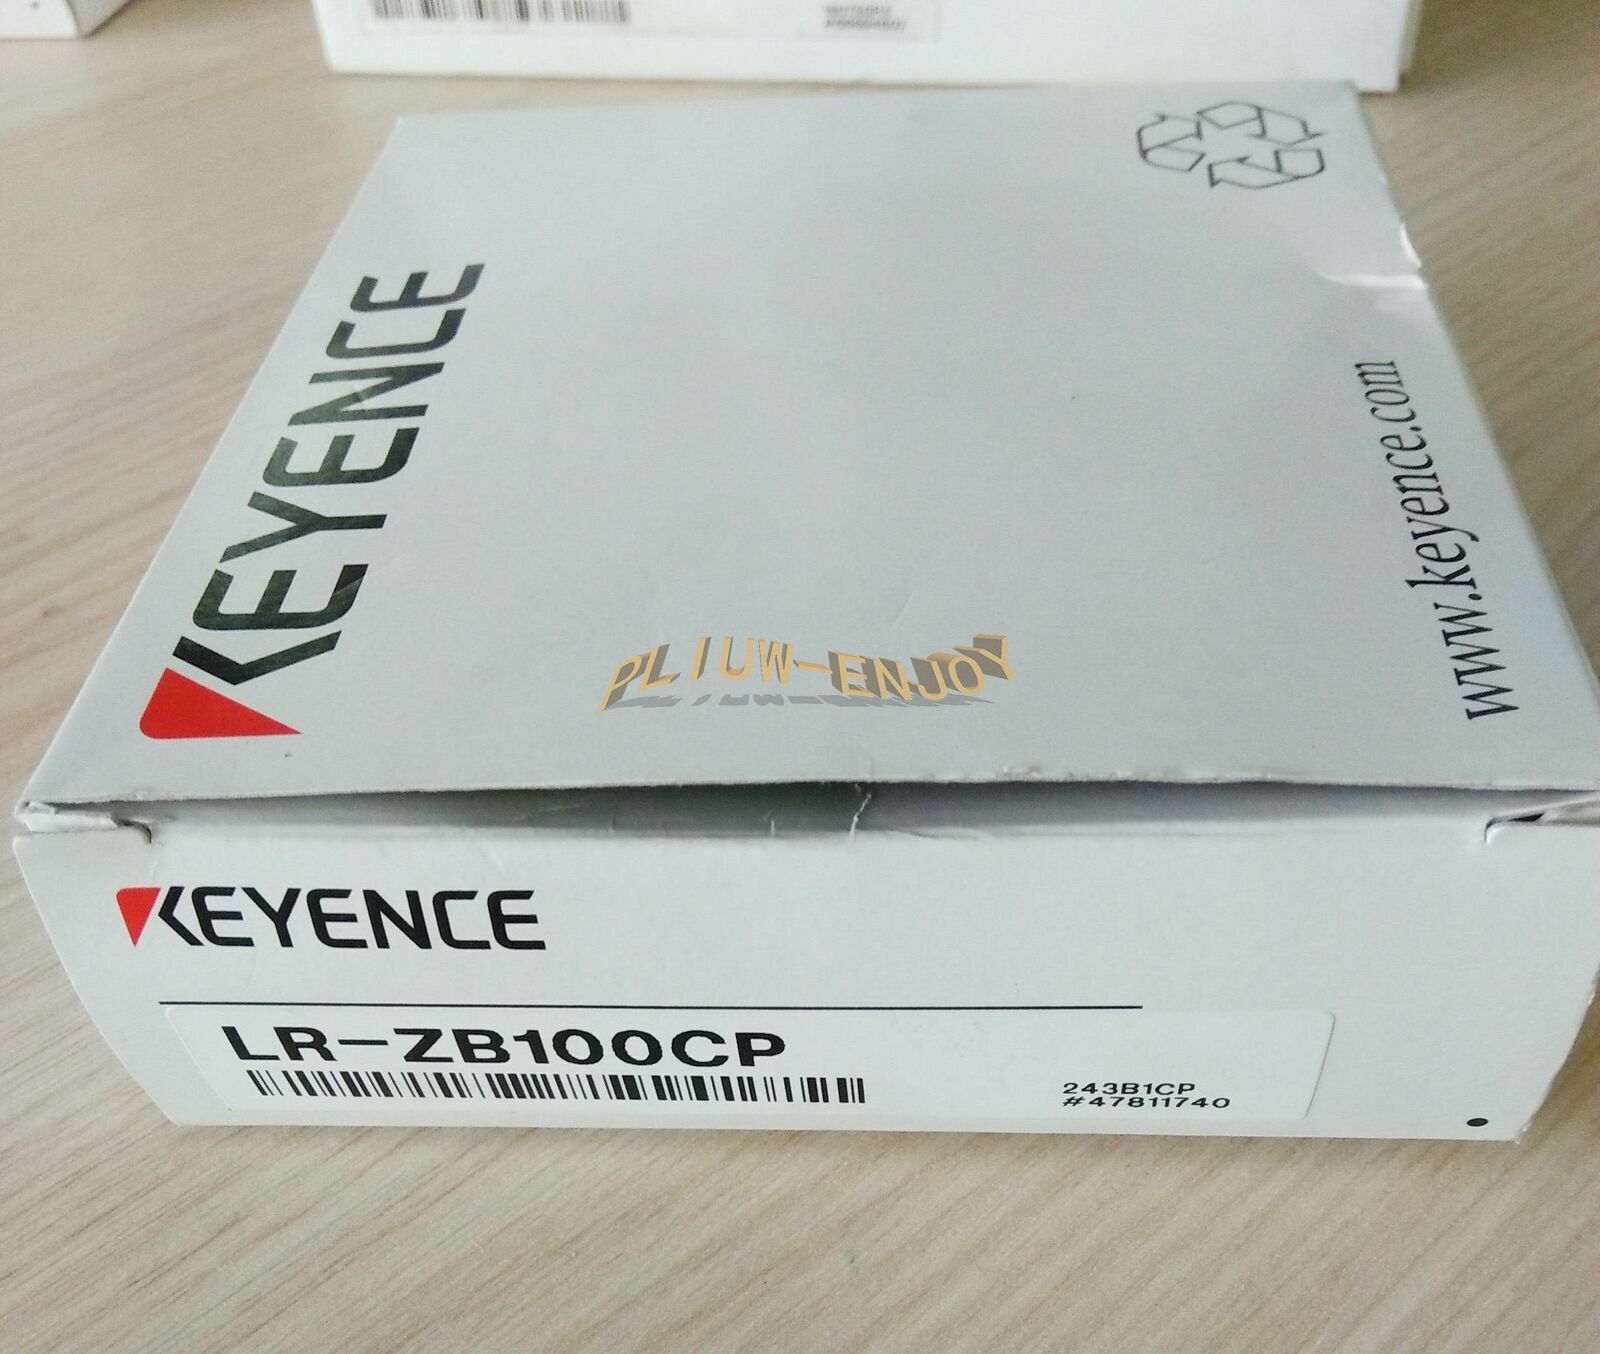 KEYENCE
www.keyence.com
PLIUW-ENJOY
KEYENCE
LR-ZB100CP
243B1CP
#47811740